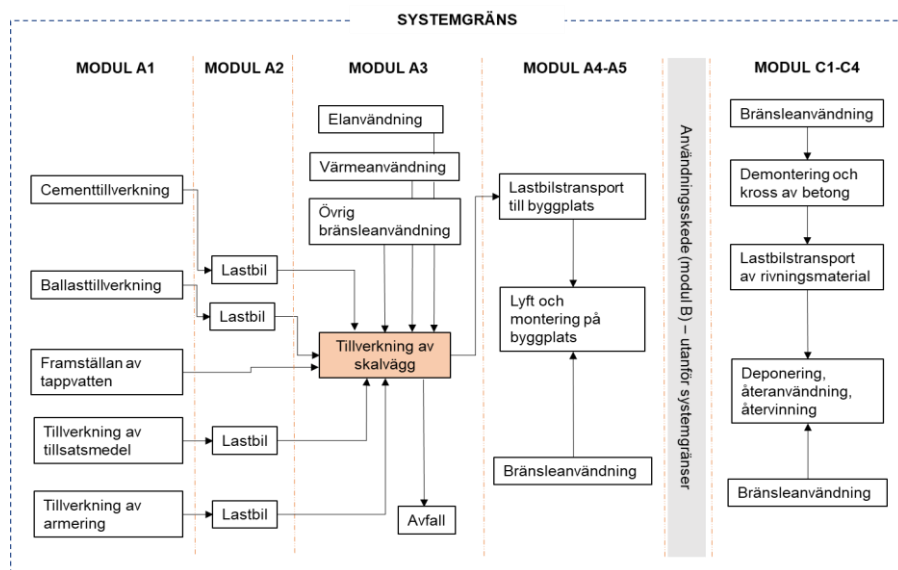 SYSTEMGRÄNS
MODUL A1
MODUL A2
MODUL A3
MODUL A4-A5
MODUL C1-C4
Cementtillverkning
Ballasttillverkning
Framställan av
tappvatten
Tillverkning av
tillsatsmedel
Tillverkning av
armering
Lastbil
Lastbil
Lastbil
Lastbil
Elanvändning
Värmeanvändning
Övrig
bränsleanvändning
Tillverkning av
skalvägg
Avfall
Lastbilstransport
till byggplats
Lyft och
montering på
byggplats
Bränsleanvändning
Användningsskede (modul B) – utanför systemgränser
Bränsleanvändning
Demontering och
kross av betong
Lastbilstransport
av rivningsmaterial
Deponering,
återanvändning,
återvinning
Bränsleanvändning